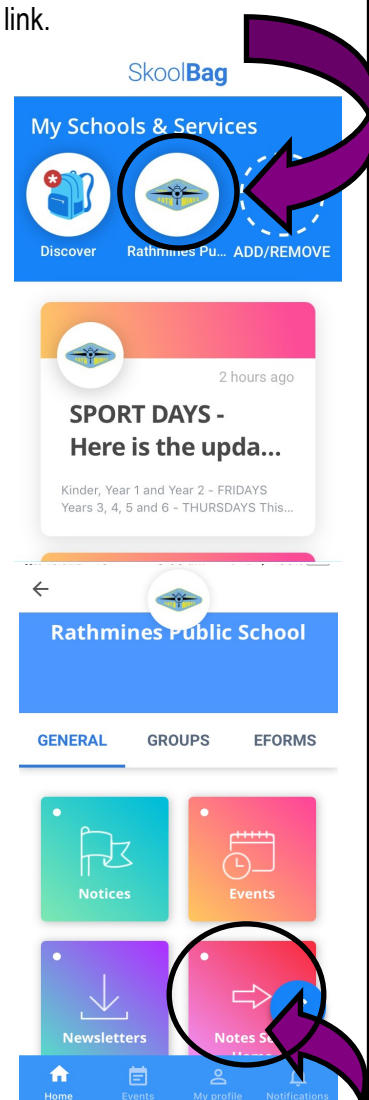 link.
SkoolBag
My Schools & Services
Discover
Rathmines Pu...
ADD/REMOVE
2 hours ago
SPORT DAYS -
Here is the upda...
Kinder, Year 1 and Year 2 - FRIDAYS
Years 3, 4, 5 and 6 - THURSDAYS This...
Rathmines Public School
GENERAL GROUPS EFORMS
Notices Events
Newsletters Notes
Home Events My profile Notifications